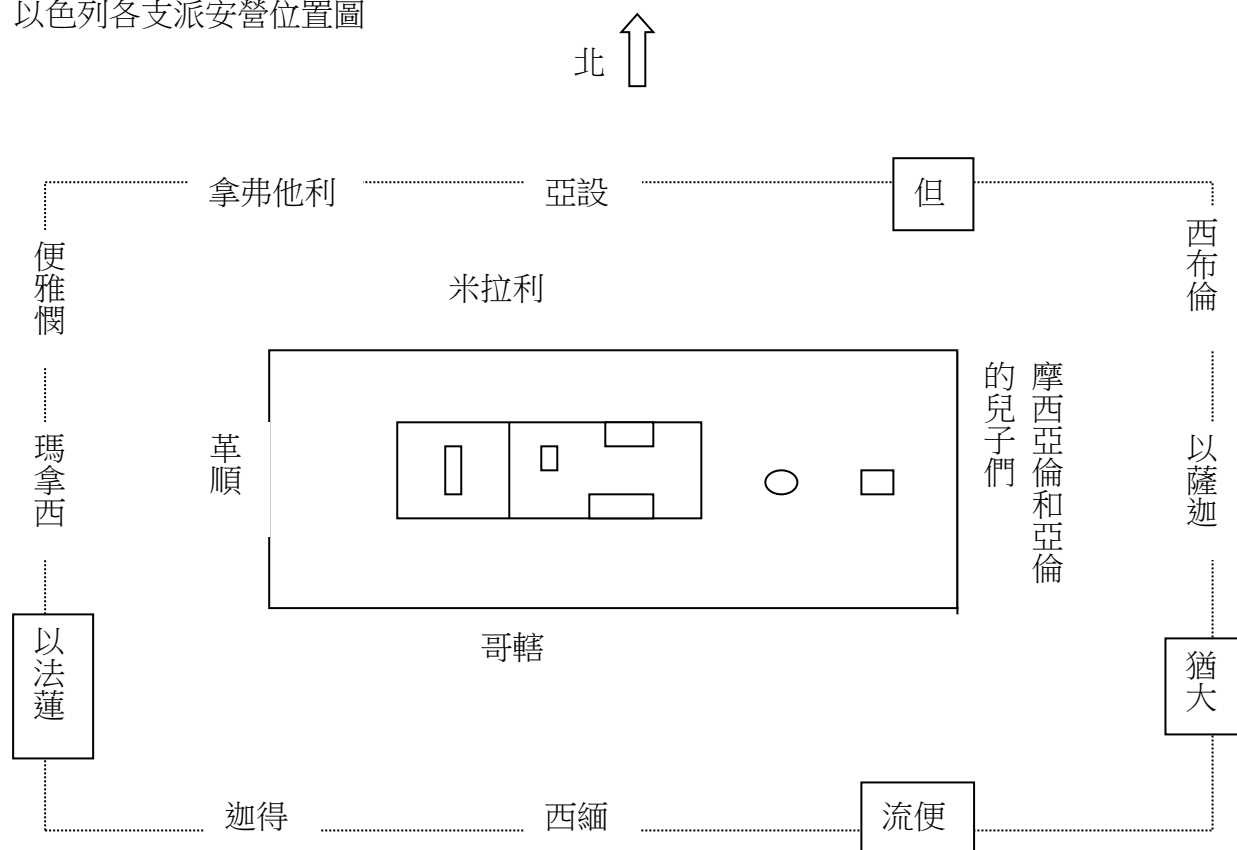 以色列各支派安營位置圖
北
拿弗他利
亞設
但
西布倫
便雅憫
米拉利
摩西亞倫和亞倫
的兒子們
革順
瑪拿西
以薩迦
以法蓮
哥轄
猶大
迦得
西緬
流便